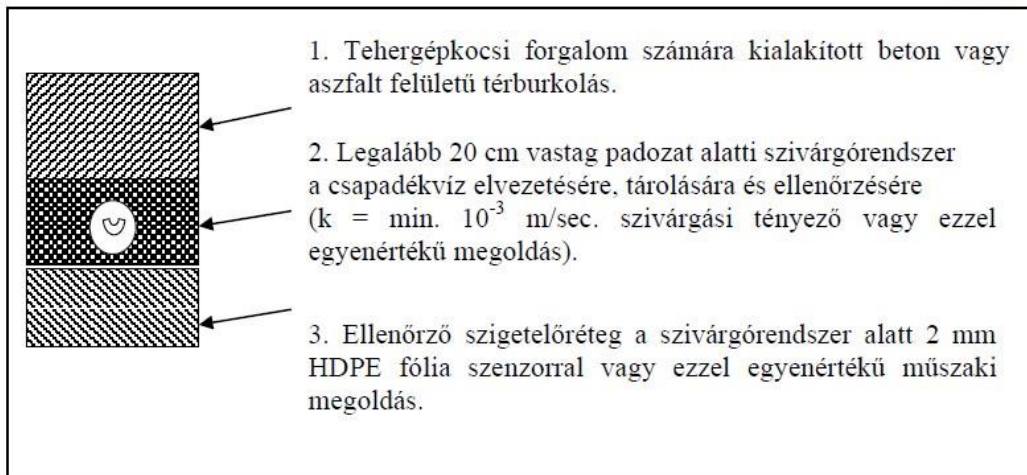 1. Tehergépkocsi forgalom számára kialakított beton vagy
aszfalt felületű térburkolás.
2. Legalább 20 cm vastag padozat alatti szivárgórendszer
a csapadékvíz elvezetésére, tárolására és ellenőrzésére
(k = min. 10⁻³ m/sec. szivárgási tényező vagy ezzel
egyenértékű megoldás).
3. Ellenőrző szigetelőréteg a szivárgórendszer alatt 2 mm
HDPE fólia szenzorral vagy ezzel egyenértékű műszaki
megoldás.